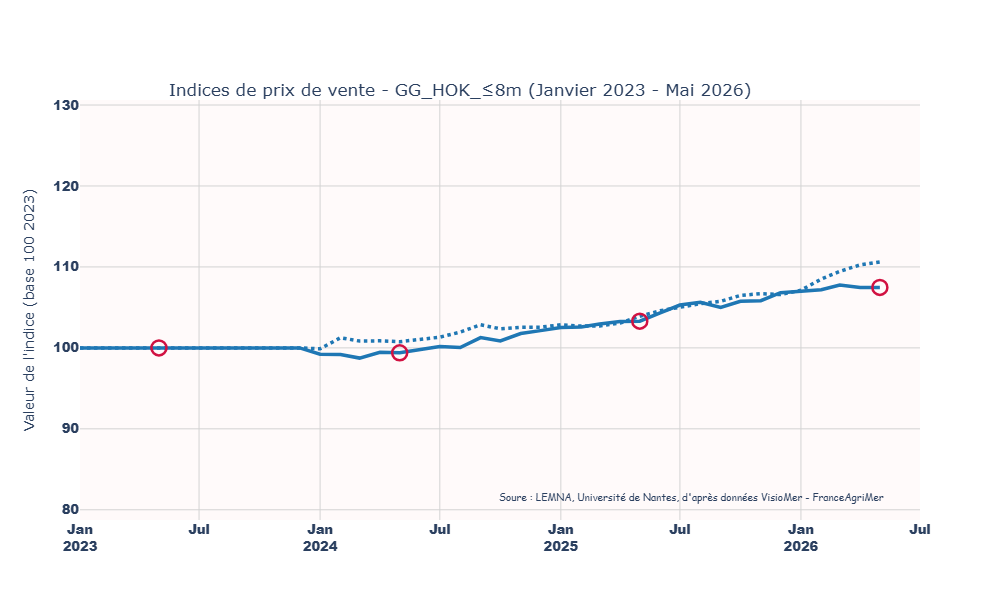 Indices de prix de vente - GG_HOK_≤8m (Janvier 2023 - Mai 2026)
Valeur de l'indice (base 100 2023)
130
120
110
100
90
80
Soure : LEMNA, Université de Nantes, d'après données VisioMer - FranceAgriMer
Jan Jul Jan Jul Jan Jul Jan Jul
2023 2024 2025 2026